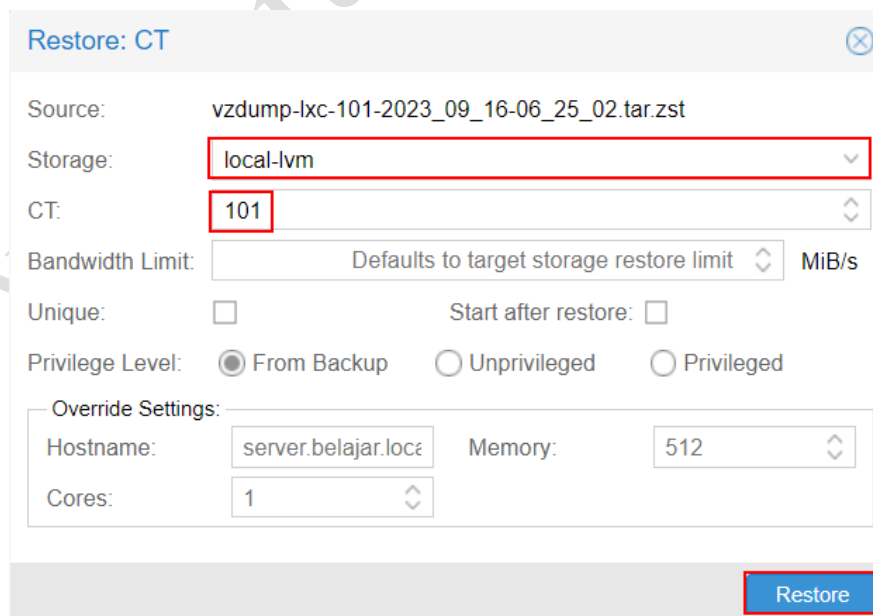 Restore: CT
Source: vzdump-lxc-101-2023_09_16-06_25_02.tar.zst
Storage: local-lvm
CT: 101
Bandwidth Limit: Defaults to target storage restore limit MiB/s
Unique: Start after restore:
Privilege Level: From Backup Unprivileged Privileged
Override Settings:
Hostname: server.belajar.loca Memory: 512
Cores: 1
Restore